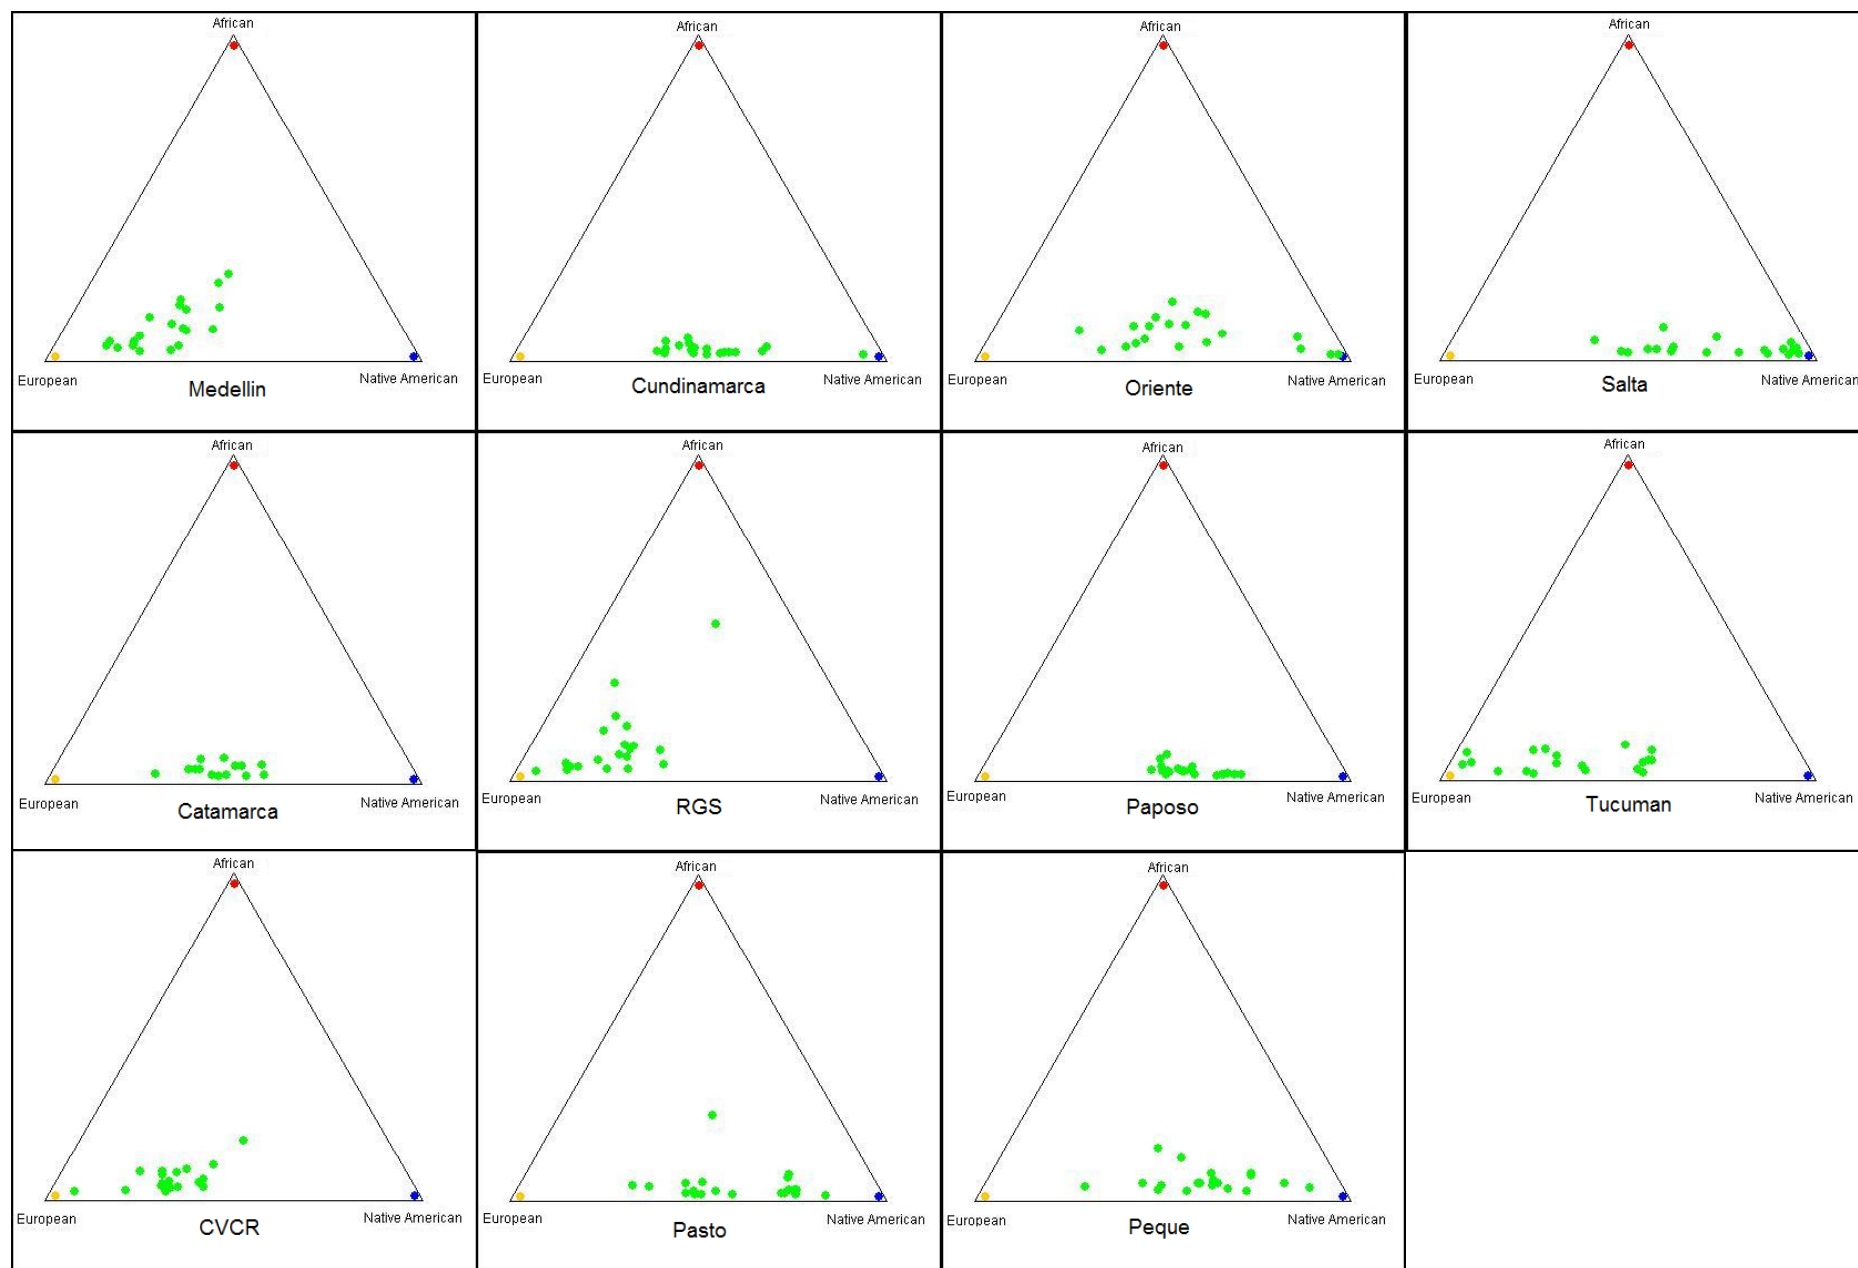 African
European
Native American
Medellin
African
European
Native American
Cundinamarca
African
European
Native American
Oriente
African
European
Native American
Salta
African
European
Native American
Catamarca
African
European
Native American
RGS
African
European
Native American
Paposo
African
European
Native American
Tucuman
African
European
Native American
CVCR
African
European
Native American
Pasto
African
European
Native American
Peque